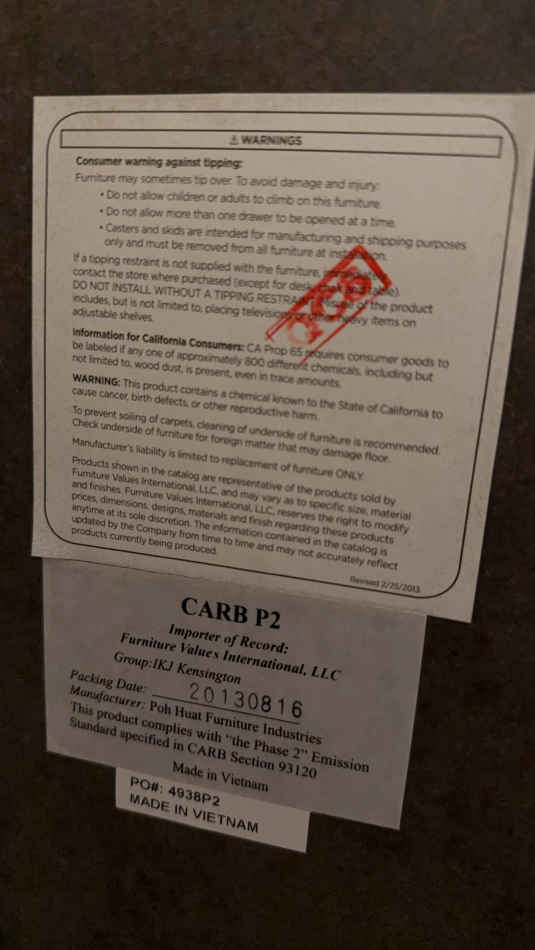 ⚠ WARNINGS
Consumer warning against tipping:
Furniture may sometimes tip over. To avoid damage and injury:
• Do not allow children or adults to climb on this furniture.
• Do not allow more than one drawer to be opened at a time.
• Casters and skids are intended for manufacturing and shipping purposes
only and must be removed from all furniture at installation.
If a tipping restraint is not supplied with the furniture,
contact the store where purchased (except for desk,
DO NOT INSTALL WITHOUT A TIPPING RESTRAINT. Misuse of the product
includes, but is not limited to, placing televisions or other heavy items on
adjustable shelves.
Information for California Consumers: CA Prop 65 requires consumer goods to
be labeled if any one of approximately 800 different chemicals, including but
not limited to, wood dust, is present, even in trace amounts.
WARNING: This product contains a chemical known to the State of California to
cause cancer, birth defects, or other reproductive harm.
To prevent soiling of carpets, cleaning of underside of furniture is recommended.
Check underside of furniture for foreign matter that may damage floor.
Manufacturer's liability is limited to replacement of furniture ONLY.
Products shown in the catalog are representative of the products sold by
Furniture Values International, LLC, and may vary as to specific size, material
and finishes. Furniture Values International, LLC, reserves the right to modify
prices, dimensions, designs, materials and finish regarding these products
anytime at its sole discretion. The information contained in the catalog is
updated by the Company from time to time and may not accurately reflect
products currently being produced.
Revised 2/25/2013
CARB P2
Importer of Record:
Furniture Values International, LLC
Group:IKJ Kensington
Packing Date: 20130816
Manufacturer: Poh Huat Furniture Industries
This product complies with “the Phase 2” Emission
Standard specified in CARB Section 93120
Made in Vietnam
PO#: 4938P2
MADE IN VIETNAM